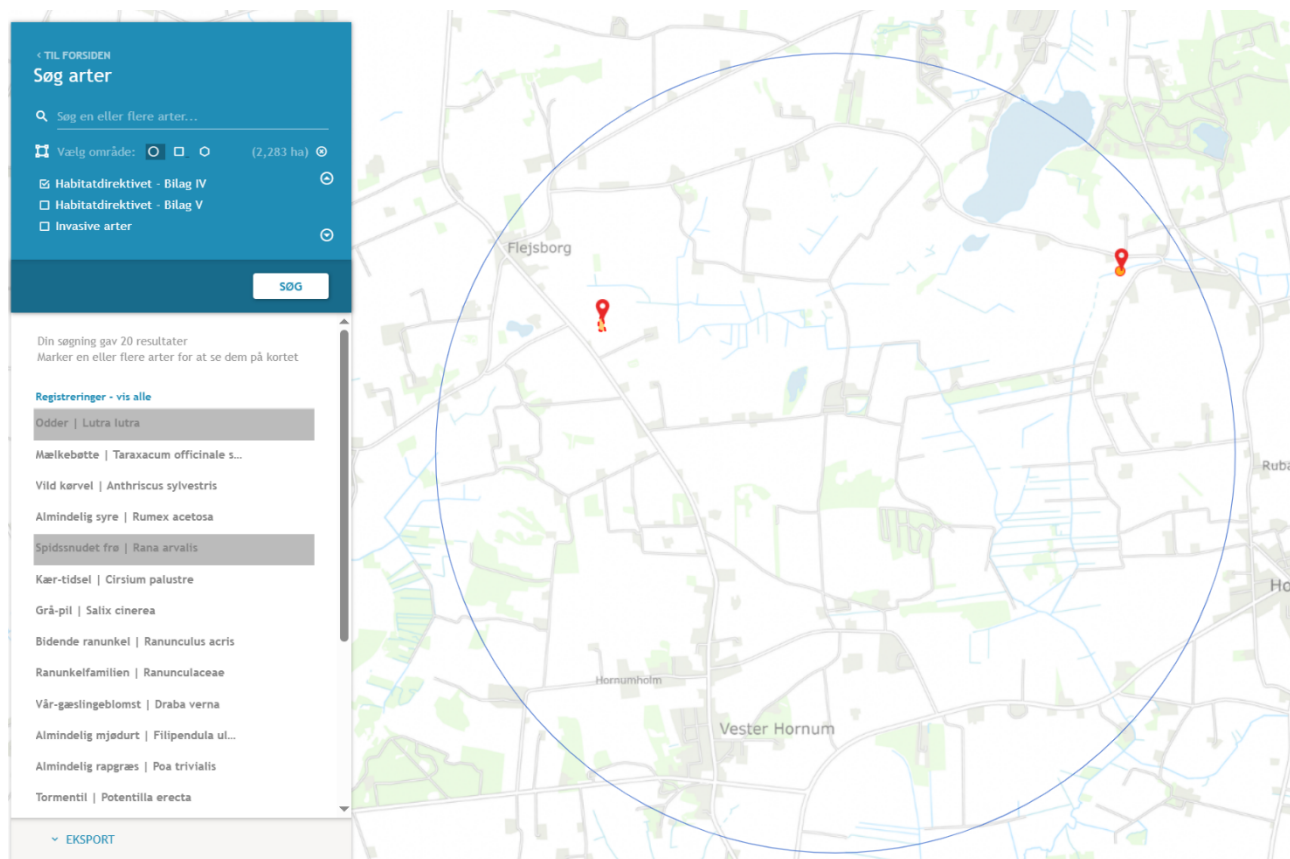 ‹ TIL FORSIDEN
Søg arter
Søg en eller flere arter...
Vælg område: (2,283 ha)
Habitatdirektivet - Bilag IV
Habitatdirektivet - Bilag V
Invasive arter
SØG
Din søgning gav 20 resultater
Marker en eller flere arter for at se dem på kortet
Registreringer - vis alle
Odder | Lutra lutra
Mælkebøtte | Taraxacum officinale s...
Vild kørvel | Anthriscus sylvestris
Almindelig syre | Rumex acetosa
Spidssnudet frø | Rana arvalis
Kær-tidsel | Cirsium palustre
Grå-pil | Salix cinerea
Bidende ranunkel | Ranunculus acris
Ranunkelfamilien | Ranunculaceae
Vår-gæslingeblomst | Draba verna
Almindelig mjødurt | Filipendula ul...
Almindelig rapgræs | Poa trivialis
Tormentil | Potentilla erecta
EKSPORT
Flejsborg
Ruba
Ho
Hornumholm
Vester Hornum